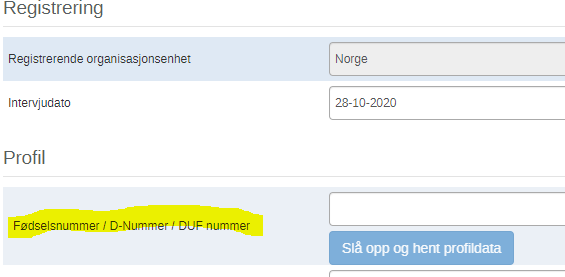 Registrering
Registrerende organisasjonsenhet Norge
Intervjudato 28-10-2020
Profil
Fødselsnummer / D-Nummer / DUF nummer
Slå opp og hent profildata